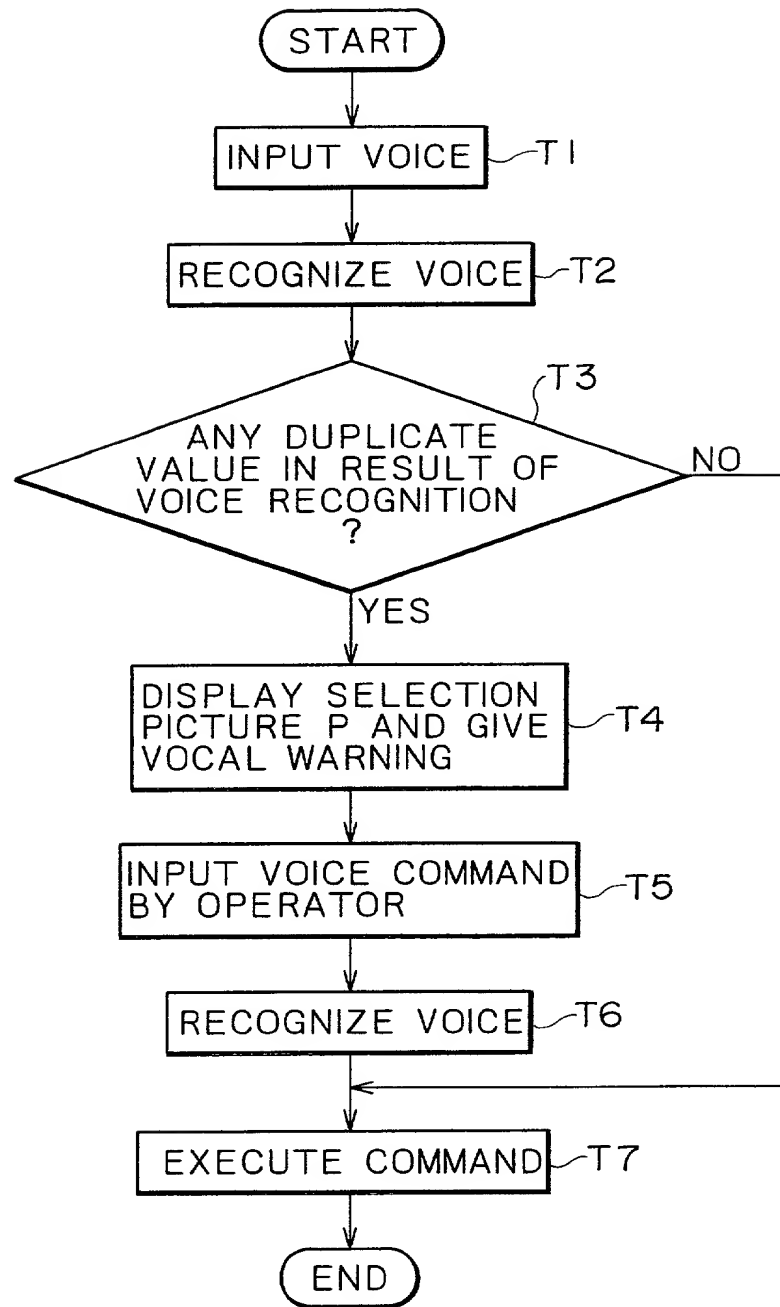 START
INPUT VOICE
T1
RECOGNIZE VOICE
T2
T3
ANY DUPLICATE
VALUE IN RESULT OF
VOICE RECOGNITION
?
NO
YES
DISPLAY SELECTION
PICTURE P AND GIVE
VOCAL WARNING
T4
INPUT VOICE COMMAND
BY OPERATOR
T5
RECOGNIZE VOICE
T6
EXECUTE COMMAND
T7
END